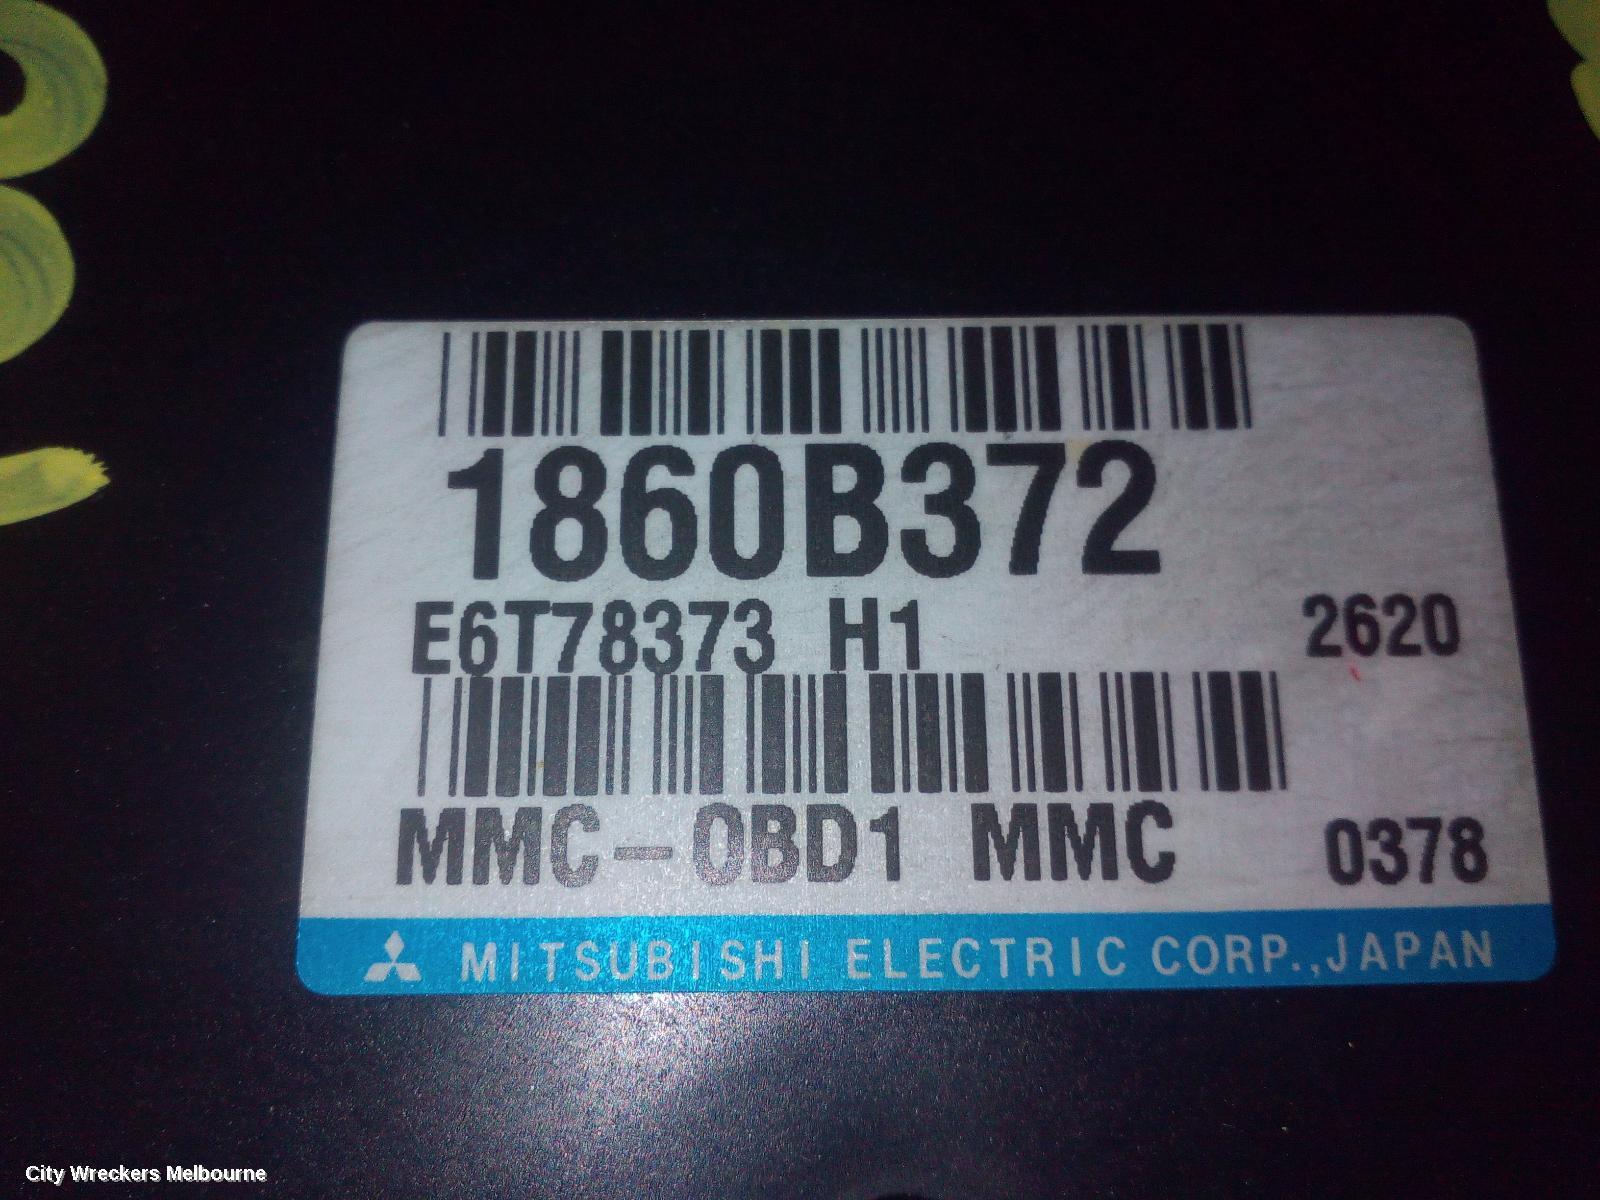 1860B372
E6T78373 H1 2620
MMC-OBD1 MMC 0378
MITSUBISHI ELECTRIC CORP.,JAPAN
City Wreckers Melbourne